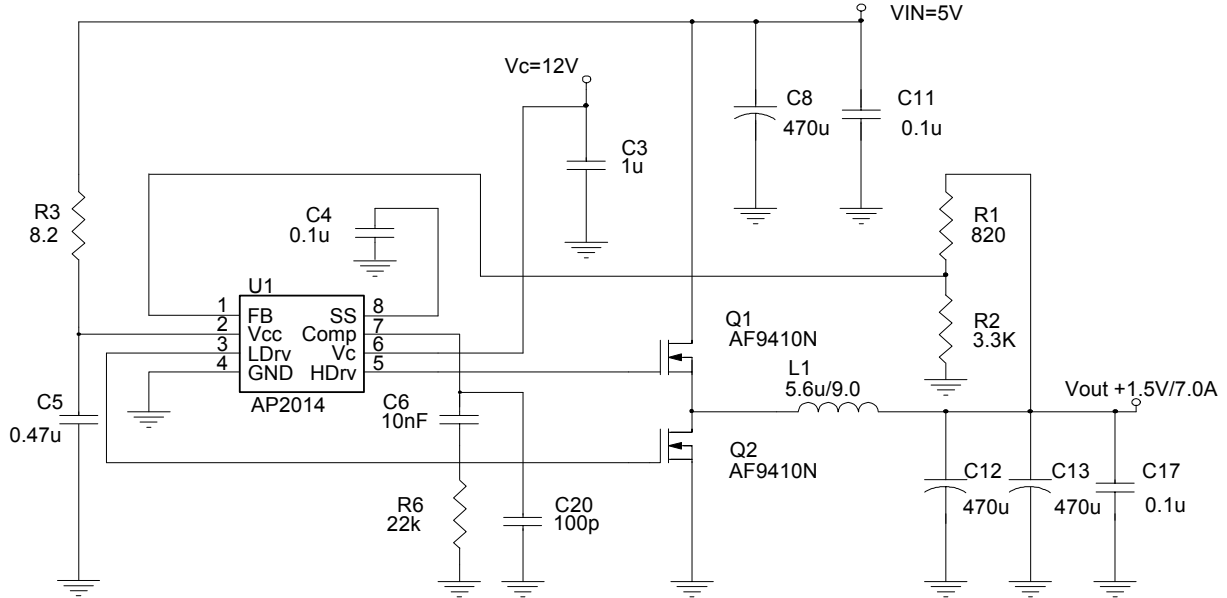 VIN=5V
Vc=12V
C8
470u
C11
0.1u
C3
1u
R3
8.2
C4
0.1u
R1
820
U1
1
2
3
4
FB
Vcc
LDrv
GND
SS
Comp
Vc
HDrv
8
7
6
5
AP2014
Q1
AF9410N
R2
3.3K
L1
5.6u/9.0
Vout +1.5V/7.0A
C5
0.47u
C6
10nF
Q2
AF9410N
C12
470u
C13
470u
C17
0.1u
R6
22k
C20
100p